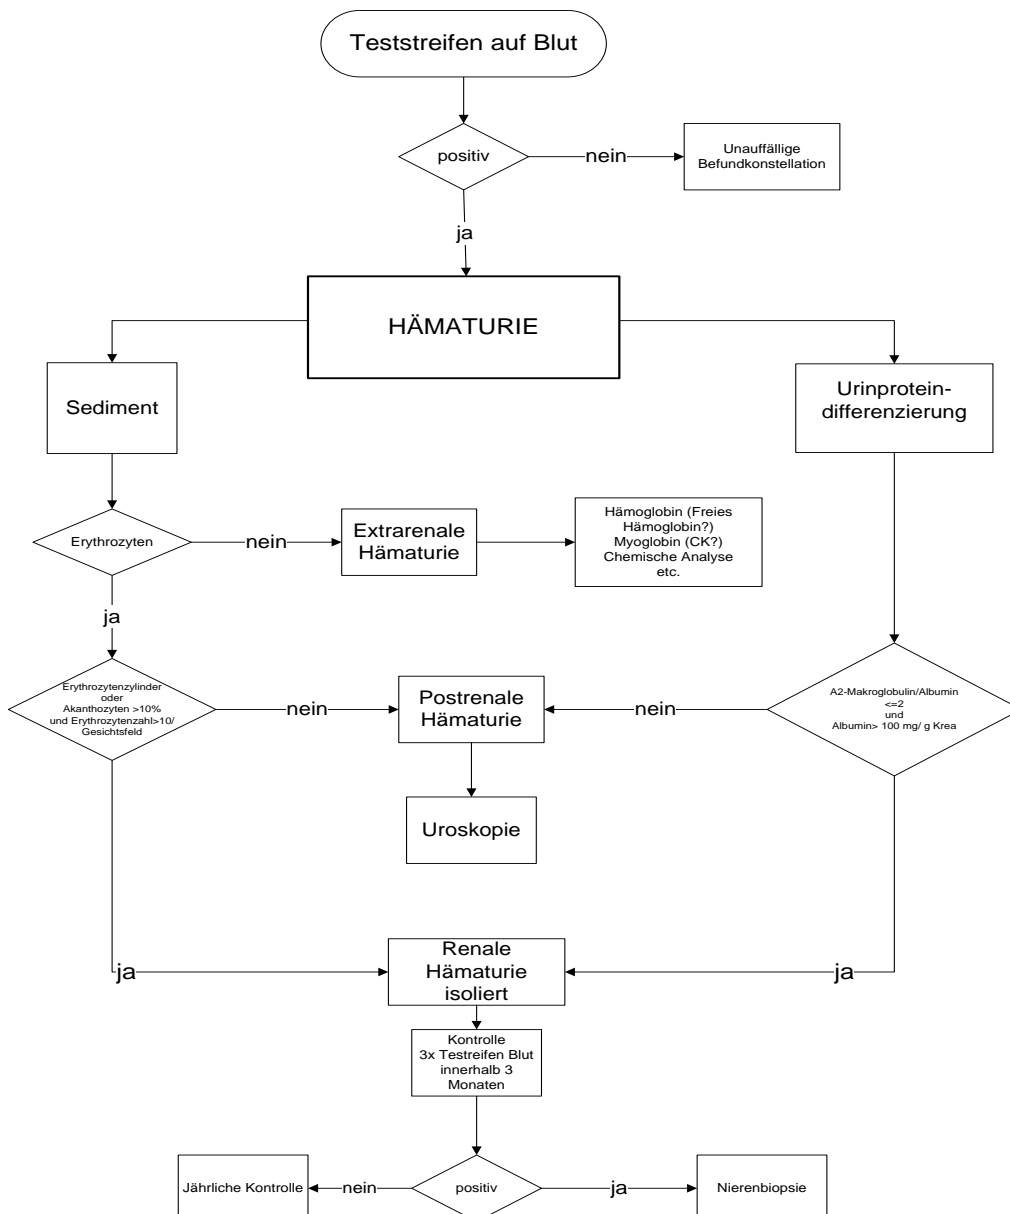 Teststreifen auf Blut
positiv
nein
Unauffällige
Befundkonstellation
ja
HÄMATURIE
Sediment
Urinprotein-
differenzierung
Erythrozyten
nein
Extrarenale
Hämaturie
Hämoglobin (Freies
Hämoglobin?)
Myoglobin (CK?)
Chemische Analyse
etc.
ja
Erythrozytenzylinder
oder
Akanthozyten >10%
und Erythrozytenzahl>10/
Gesichtsfeld
nein
Postrenale
Hämaturie
nein
A2-Makroglobulin/Albumin
<=2
und
Albumin> 100 mg/ g Krea
Uroskopie
ja
Renale
Hämaturie
isoliert
ja
Kontrolle
3x Testreifen Blut
innerhalb 3
Monaten
Jährliche Kontrolle
nein
positiv
ja
Nierenbiopsie